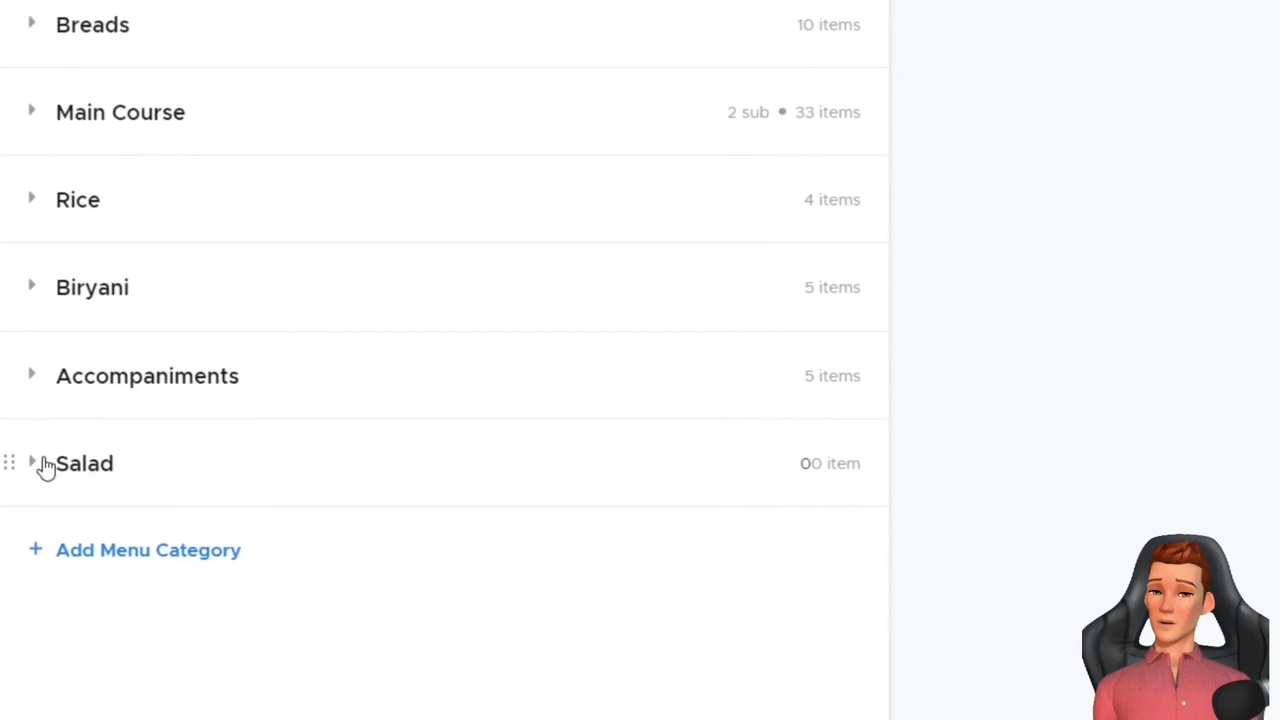 Breads 10 items
Main Course 2 sub • 33 items
Rice 4 items
Biryani 5 items
Accompaniments 5 items
Salad 00 item
+ Add Menu Category